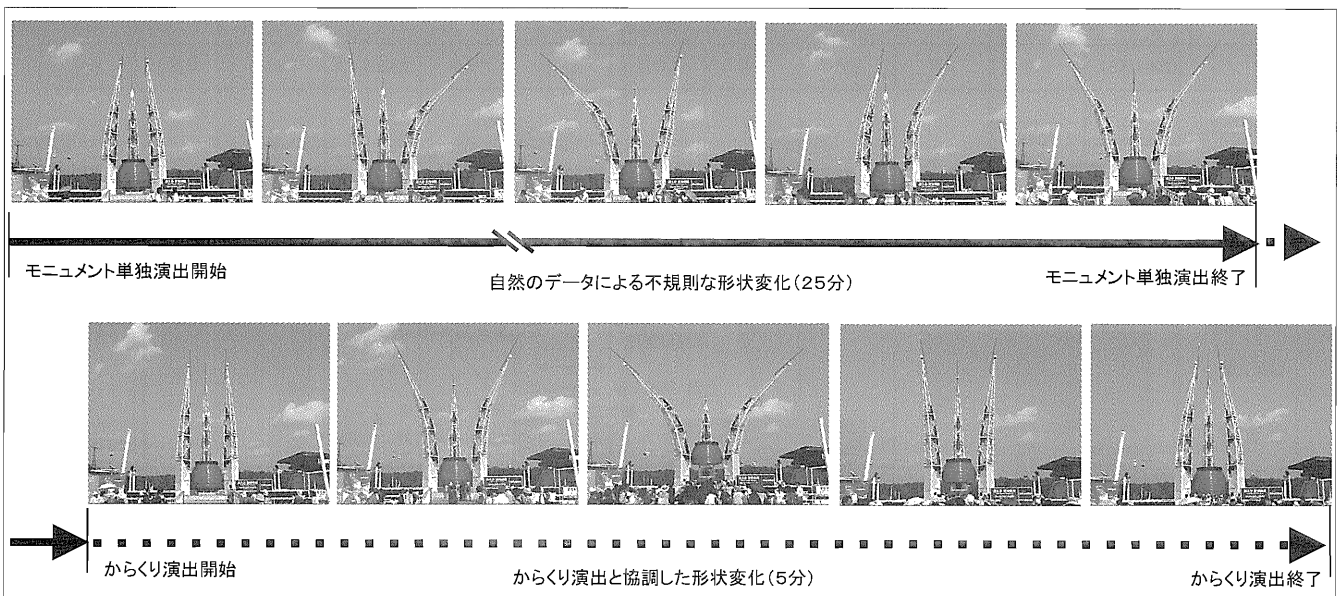 モニュメント単独演出開始
自然のデータによる不規則な形状変化(25分)
モニュメント単独演出終了
からくり演出開始
からくり演出と協調した形状変化(5分)
からくり演出終了